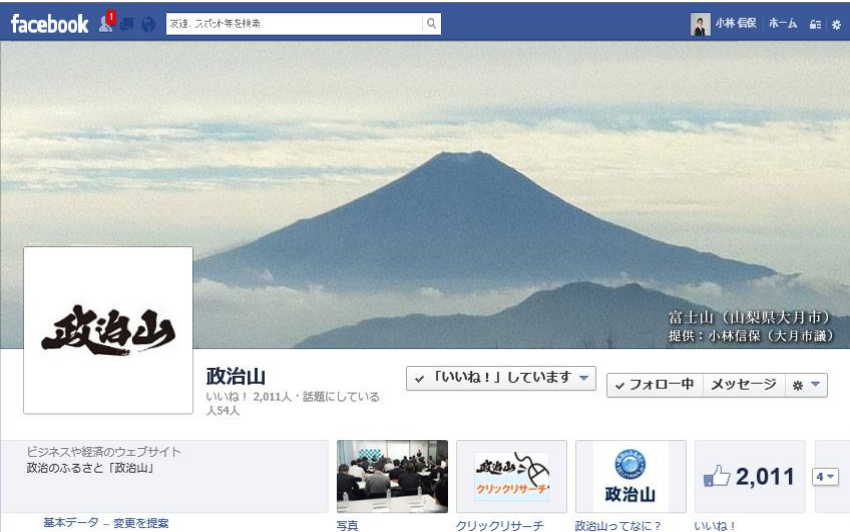 facebook
1
友達、スポット等を検索
小林 信保 ホーム
富士山（山梨県大月市）
提供：小林信保（大月市議）
政治山
政治山
いいね！ 2,011人・話題にしている
人54人
✓ 「いいね！」しています
✓ フォロー中 メッセージ
ビジネスや経済のウェブサイト
政治のふるさと「政治山」
政治山
クリックリサーチ
政治山
2,011
4
基本データ – 変更を提案
写真
クリックリサーチ
政治山ってなに？
いいね！